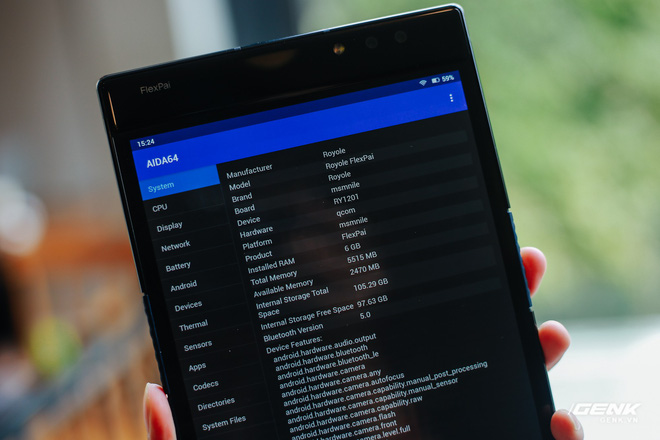 FlexPai
15:24 59%
AIDA64
System
CPU
Display
Network
Battery
Android
Devices
Thermal
Sensors
Apps
Codecs
Directories
System Files
Manufacturer Royole
Model Royole FlexPai
Brand Royole
Board msmnile
Device RY1201
Hardware qcom
Platform msmnile
Product FlexPai
Installed RAM 6 GB
Total Memory 5515 MB
Available Memory 2470 MB
Internal Storage Total
Space 105.29 GB
Internal Storage Free Space 97.63 GB
Bluetooth Version 5.0
Device Features:
android.hardware.audio.output
android.hardware.bluetooth
android.hardware.bluetooth_le
android.hardware.camera
android.hardware.camera.any
android.hardware.camera.autofocus
android.hardware.camera.capability.manual_post_processing
android.hardware.camera.capability.manual_sensor
android.hardware.camera.capability.raw
android.hardware.camera.flash
android.hardware.camera.front
GENK
GENK.VN